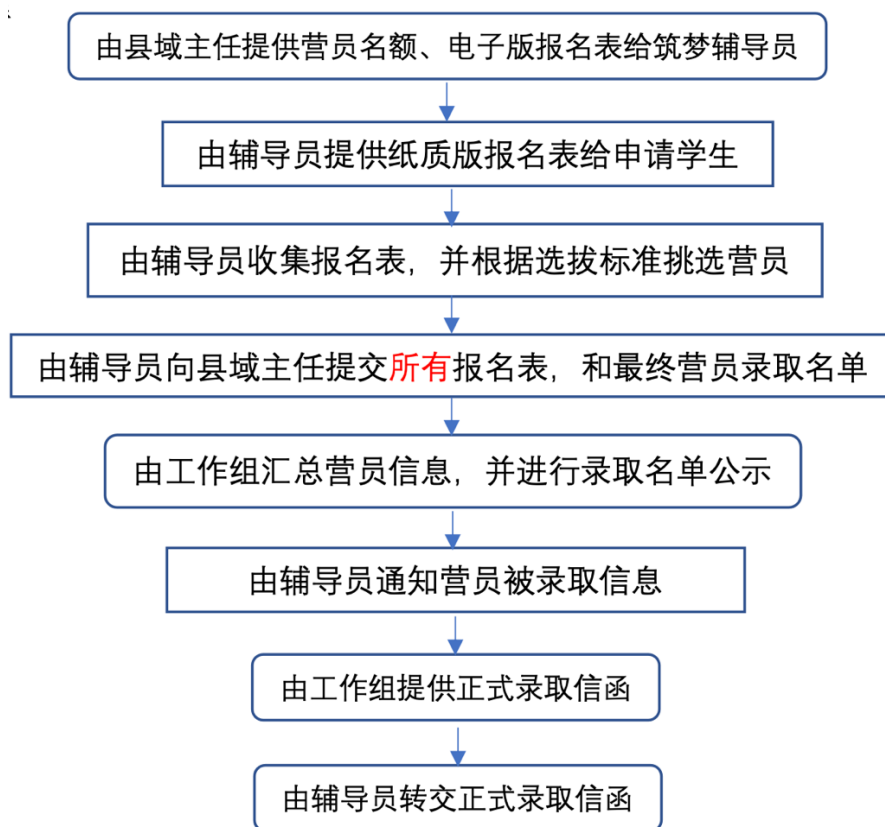 由县域主任提供营员名额、电子版报名表给筑梦辅导员
由辅导员提供纸质版报名表给申请学生
由辅导员收集报名表，并根据选拔标准挑选营员
由辅导员向县域主任提交所有报名表，和最终营员录取名单
由工作组汇总营员信息，并进行录取名单公示
由辅导员通知营员被录取信息
由工作组提供正式录取信函
由辅导员转交正式录取信函